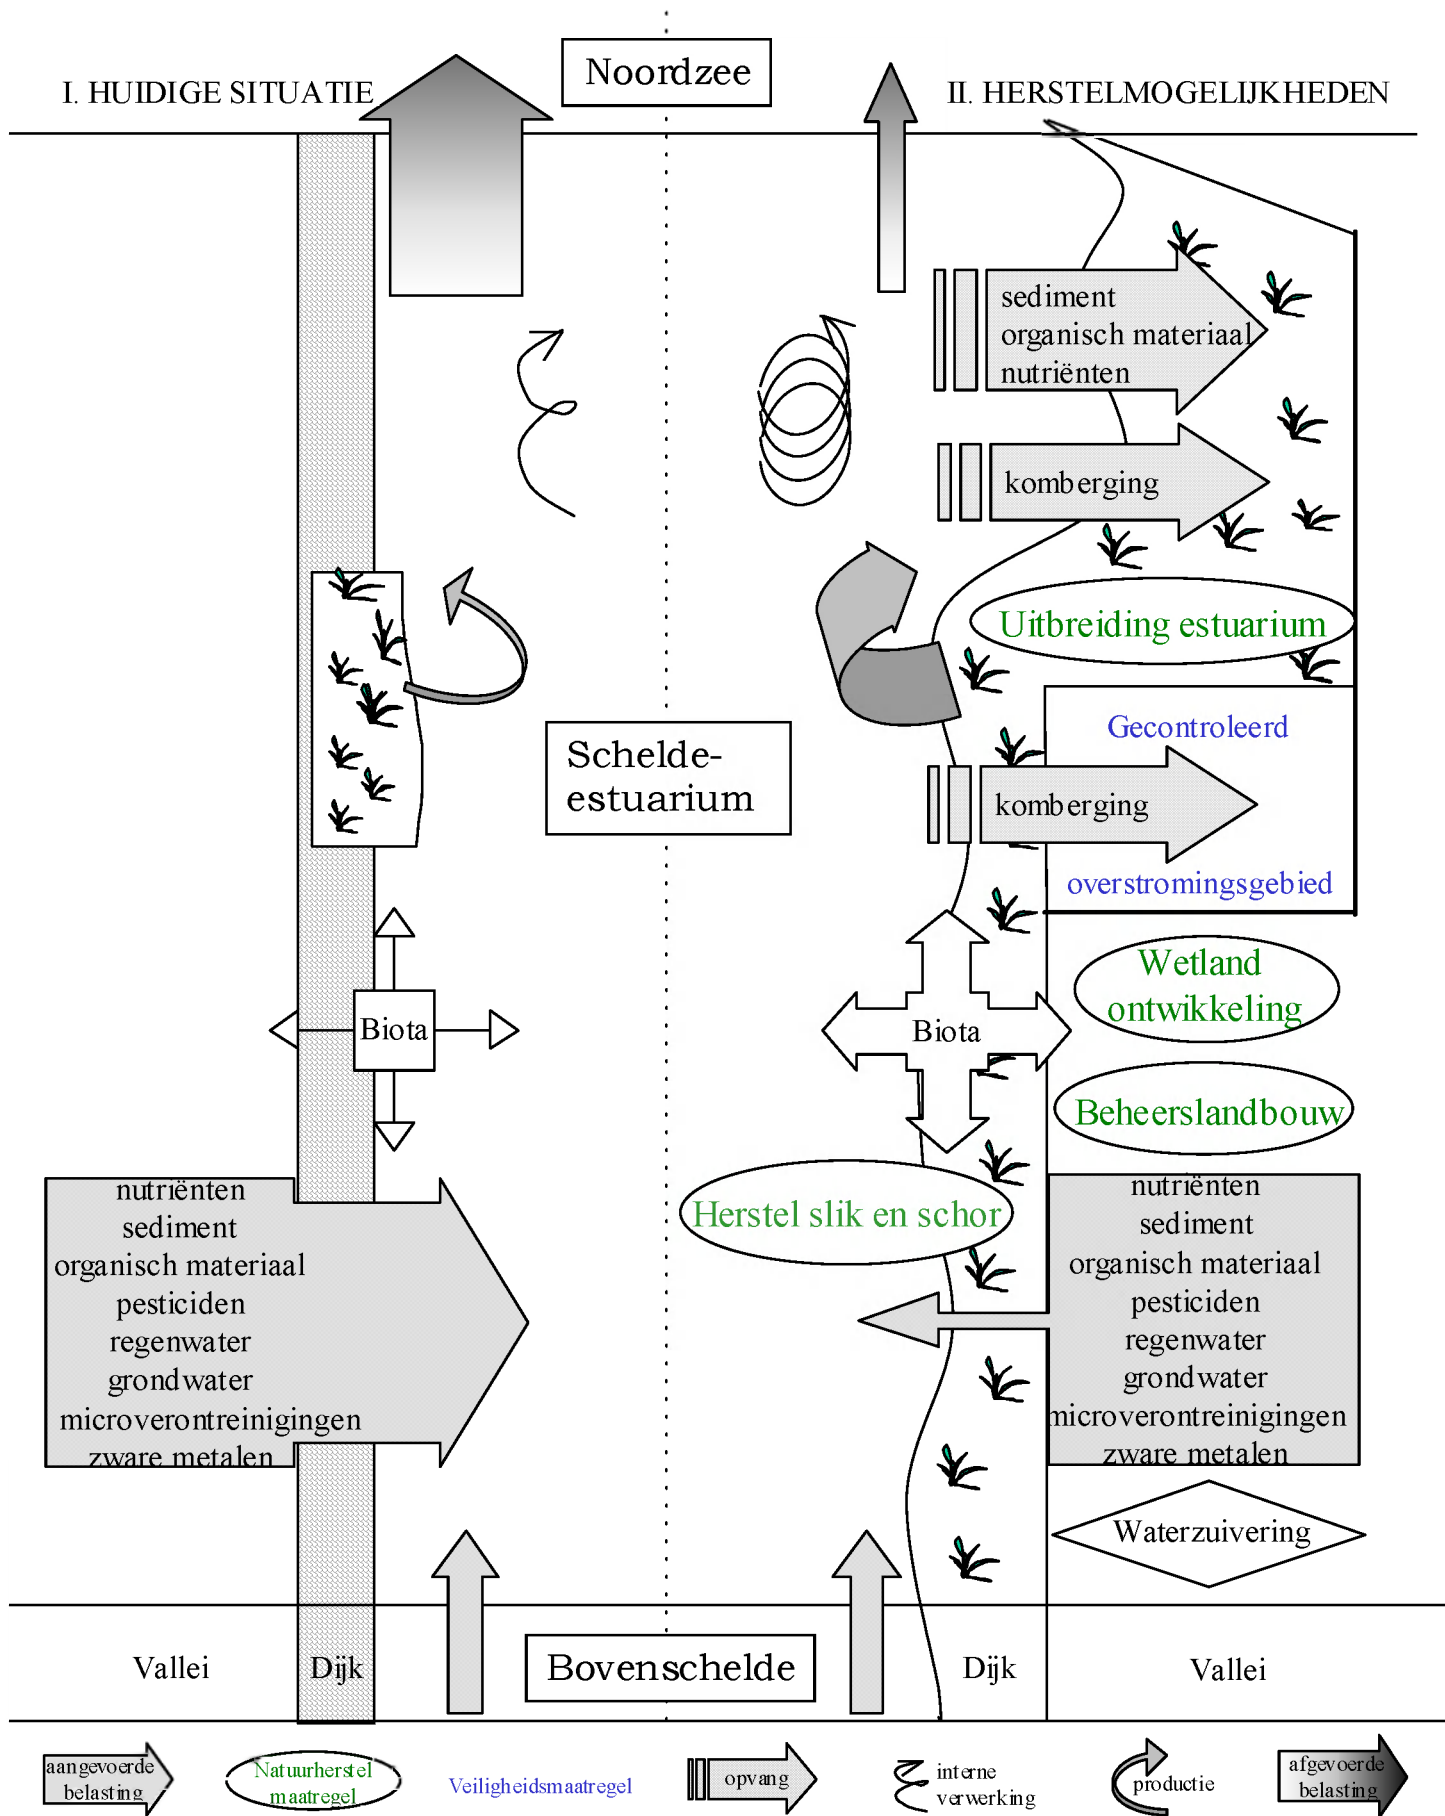 Noordzee
I. HUIDIGE SITUATIE
II. HERSTELMOGELIJKHEDEN
sediment
organisch materiaal
nutriënten
komberging
Uitbreiding estuarium
Schelde-
estuarium
Gecontroleerd
komberging
overstromingsgebied
Wetland
ontwikkeling
Biota
Biota
Beheerslandbouw
Herstel slik en schor
nutriënten
sediment
organisch materiaal
pesticiden
regenwater
grondwater
microverontreinigingen
zware metalen
nutriënten
sediment
organisch materiaal
pesticiden
regenwater
grondwater
microverontreinigingen
zware metalen
Waterzuivering
Vallei
Dijk
Bovenschelde
Dijk
Vallei
aangevoerde
belasting
Natuurherstel
maatregel
Veiligheidsmaatregel
opvang
interne
verwerking
productie
afgevoerde
belasting